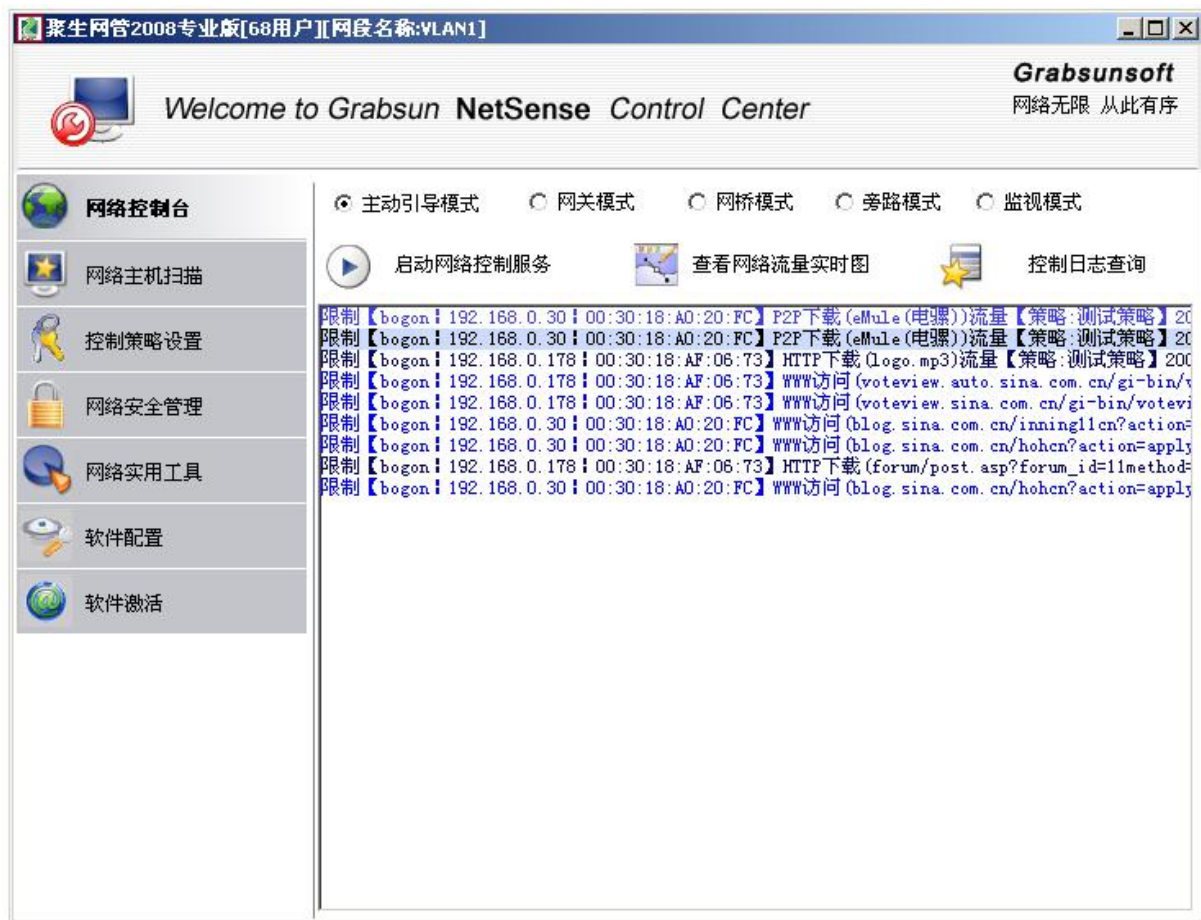 聚生网管2008专业版[68用户][网段名称:VLAN1]
Grabsunsoft
Welcome to Grabsun NetSense Control Center
网络无限 从此有序
网络控制台
主动引导模式 网关模式 网桥模式 旁路模式 监视模式
网络主机扫描
启动网络控制服务 查看网络流量实时图 控制日志查询
控制策略设置
网络安全管理
网络实用工具
软件配置
软件激活
限制【bogon¦192.168.0.30¦00:30:18:A0:20:FC】P2P下载(eMule(电骡))流量【策略:测试策略】20
限制【bogon¦192.168.0.30¦00:30:18:A0:20:FC】P2P下载(eMule(电骡))流量【策略:测试策略】20
限制【bogon¦192.168.0.178¦00:30:18:AF:06:73】HTTP下载(logo.mp3)流量【策略:测试策略】200
限制【bogon¦192.168.0.178¦00:30:18:AF:06:73】WWW访问(voteview.auto.sina.com.cn/gi-bin/v
限制【bogon¦192.168.0.178¦00:30:18:AF:06:73】WWW访问(voteview.sina.com.cn/gi-bin/votevi
限制【bogon¦192.168.0.30¦00:30:18:A0:20:FC】WWW访问(blog.sina.com.cn/inning11cn?action=
限制【bogon¦192.168.0.30¦00:30:18:A0:20:FC】WWW访问(blog.sina.com.cn/hohcn?action=apply
限制【bogon¦192.168.0.178¦00:30:18:AF:06:73】HTTP下载(forum/post.asp?forum_id=11method=
限制【bogon¦192.168.0.30¦00:30:18:A0:20:FC】WWW访问(blog.sina.com.cn/hohcn?action=apply